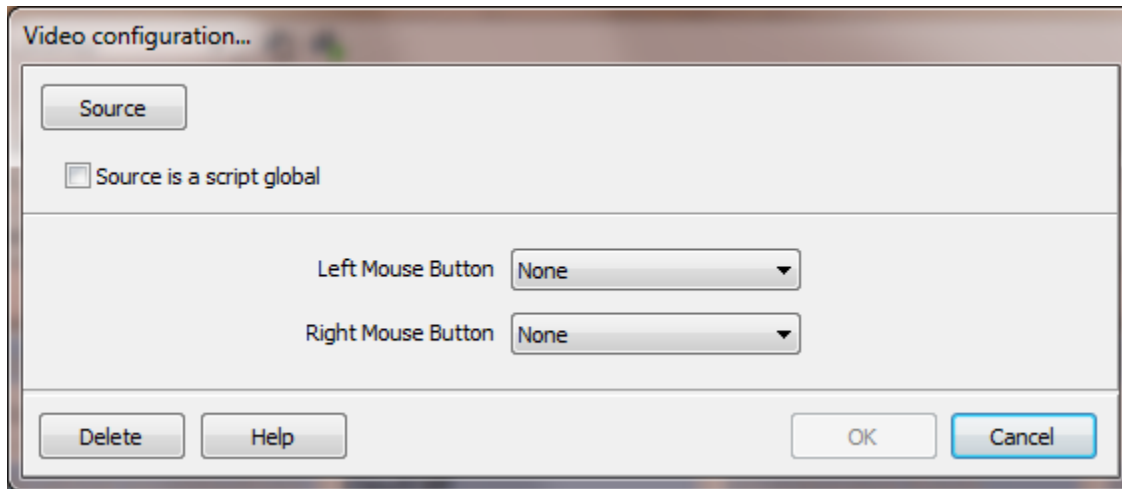 Video configuration...
Source
Source is a script global
Left Mouse Button None
Right Mouse Button None
Delete Help OK Cancel